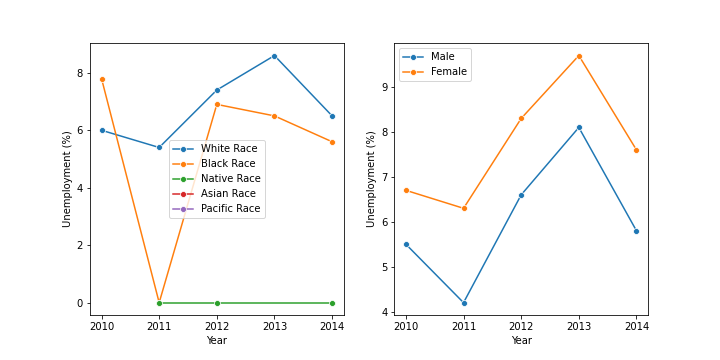 Unemployment (%)
8
6
4
2
0
2010 2011 2012 2013 2014
Year
White Race
Black Race
Native Race
Asian Race
Pacific Race
Unemployment (%)
9
8
7
6
5
4
2010 2011 2012 2013 2014
Year
Male
Female